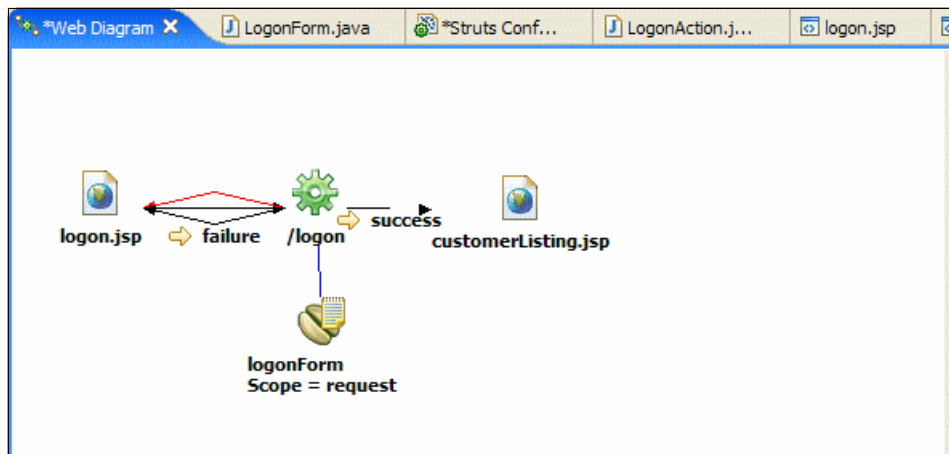 *Web Diagram LogonForm.java *Struts Conf... LogonAction.j... logon.jsp
logon.jsp failure /logon success customerListing.jsp
logonForm
Scope = request